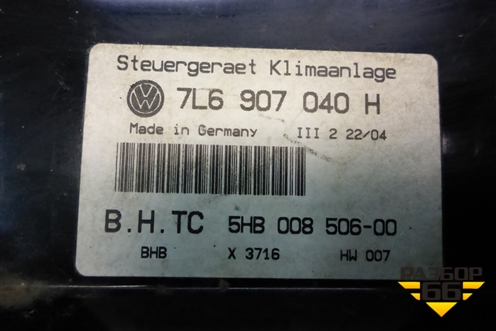 Steuergeraet Klimaanlage
VW 7L6 907 040 H
Made in Germany III 2 22/04
B.H.TC 5HB 008 506-00
BHB X 3716 HW 007
РАЗБОР
66